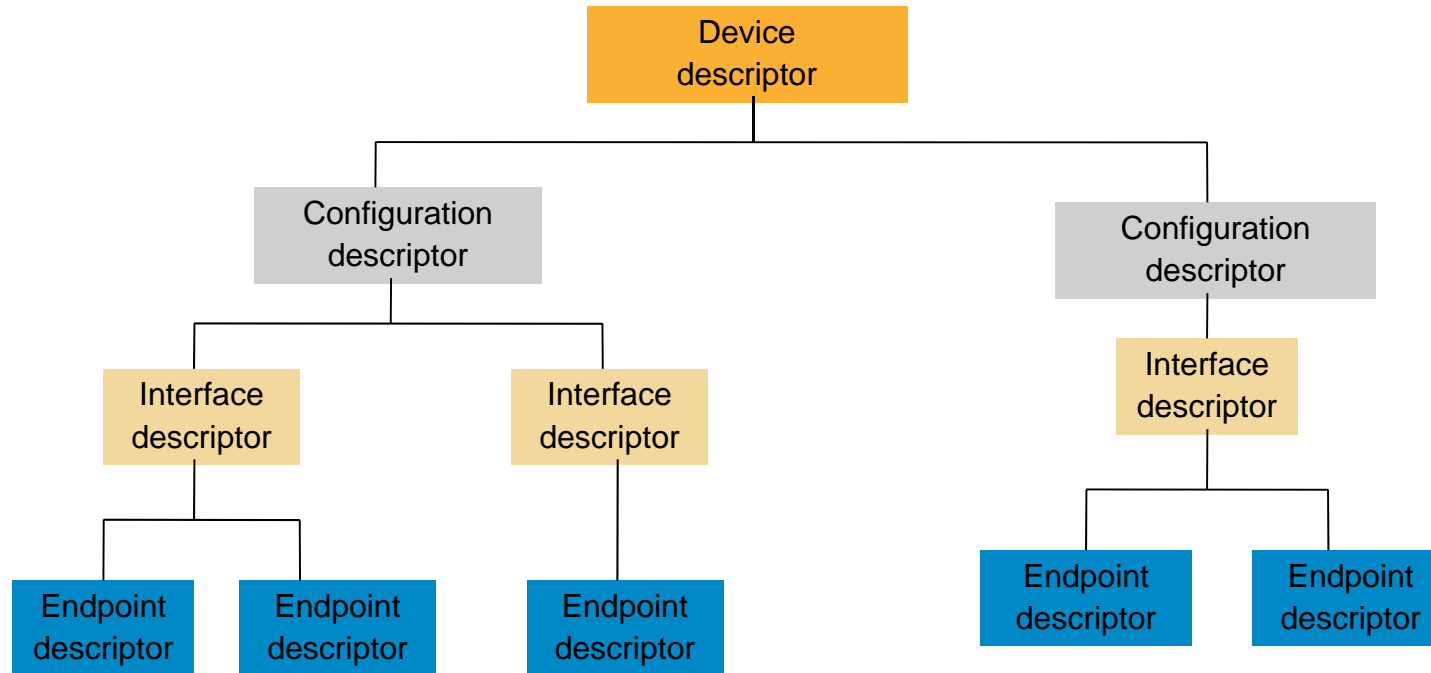 Device
descriptor
Configuration
descriptor
Configuration
descriptor
Interface
descriptor
Interface
descriptor
Interface
descriptor
Endpoint
descriptor
Endpoint
descriptor
Endpoint
descriptor
Endpoint
descriptor
Endpoint
descriptor